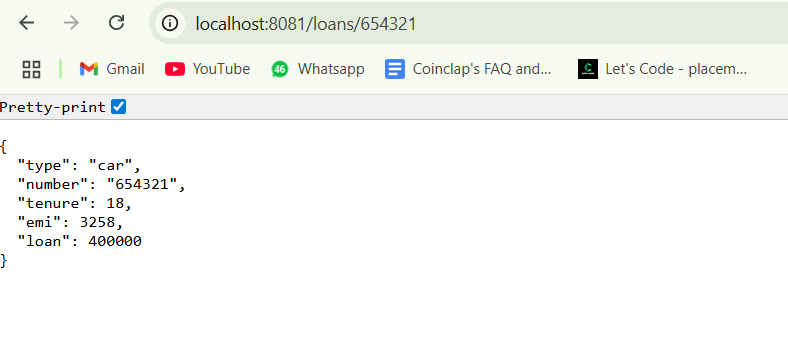 localhost:8081/loans/654321
Gmail YouTube 46 Whatsapp Coinclap's FAQ and... Let's Code - placem...
Pretty-print
{
  "type": "car",
  "number": "654321",
  "tenure": 18,
  "emi": 3258,
  "loan": 400000
}